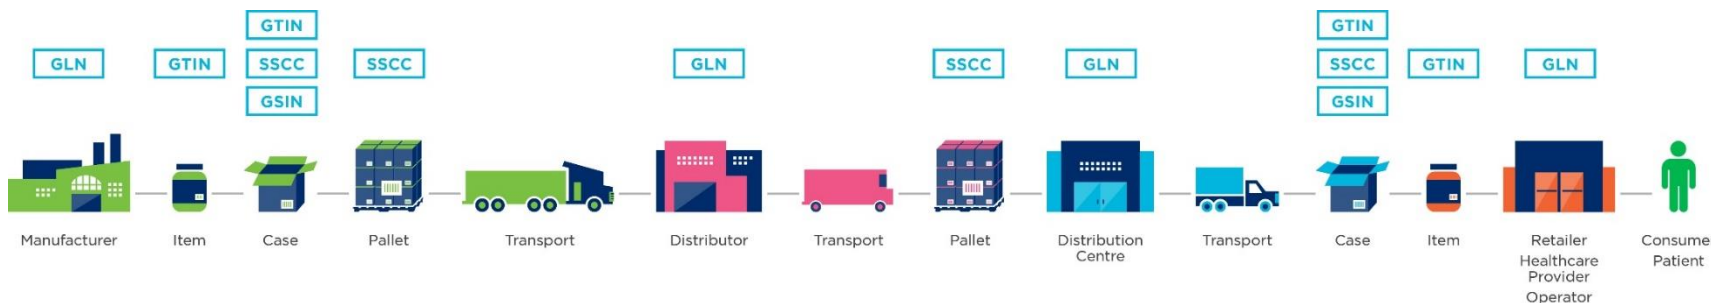 GTIN
GTIN
GLN
GTIN
SSCC
SSCC
GLN
SSCC
GLN
SSCC
GTIN
GLN
GSIN
GSIN
Manufacturer
Item
Case
Pallet
Transport
Distributor
Transport
Pallet
Distribution
Centre
Transport
Case
Item
Retailer
Healthcare
Provider
Operator
Consume
Patient